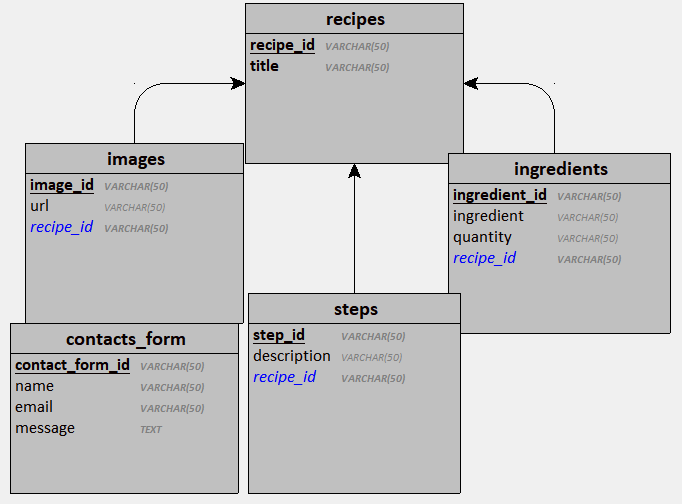 recipes
recipe_id VARCHAR(50)
title VARCHAR(50)
images
image_id VARCHAR(50)
url VARCHAR(50)
recipe_id VARCHAR(50)
ingredients
ingredient_id VARCHAR(50)
ingredient VARCHAR(50)
quantity VARCHAR(50)
recipe_id VARCHAR(50)
steps
step_id VARCHAR(50)
description VARCHAR(50)
recipe_id VARCHAR(50)
contacts_form
contact_form_id VARCHAR(50)
name VARCHAR(50)
email VARCHAR(50)
message TEXT